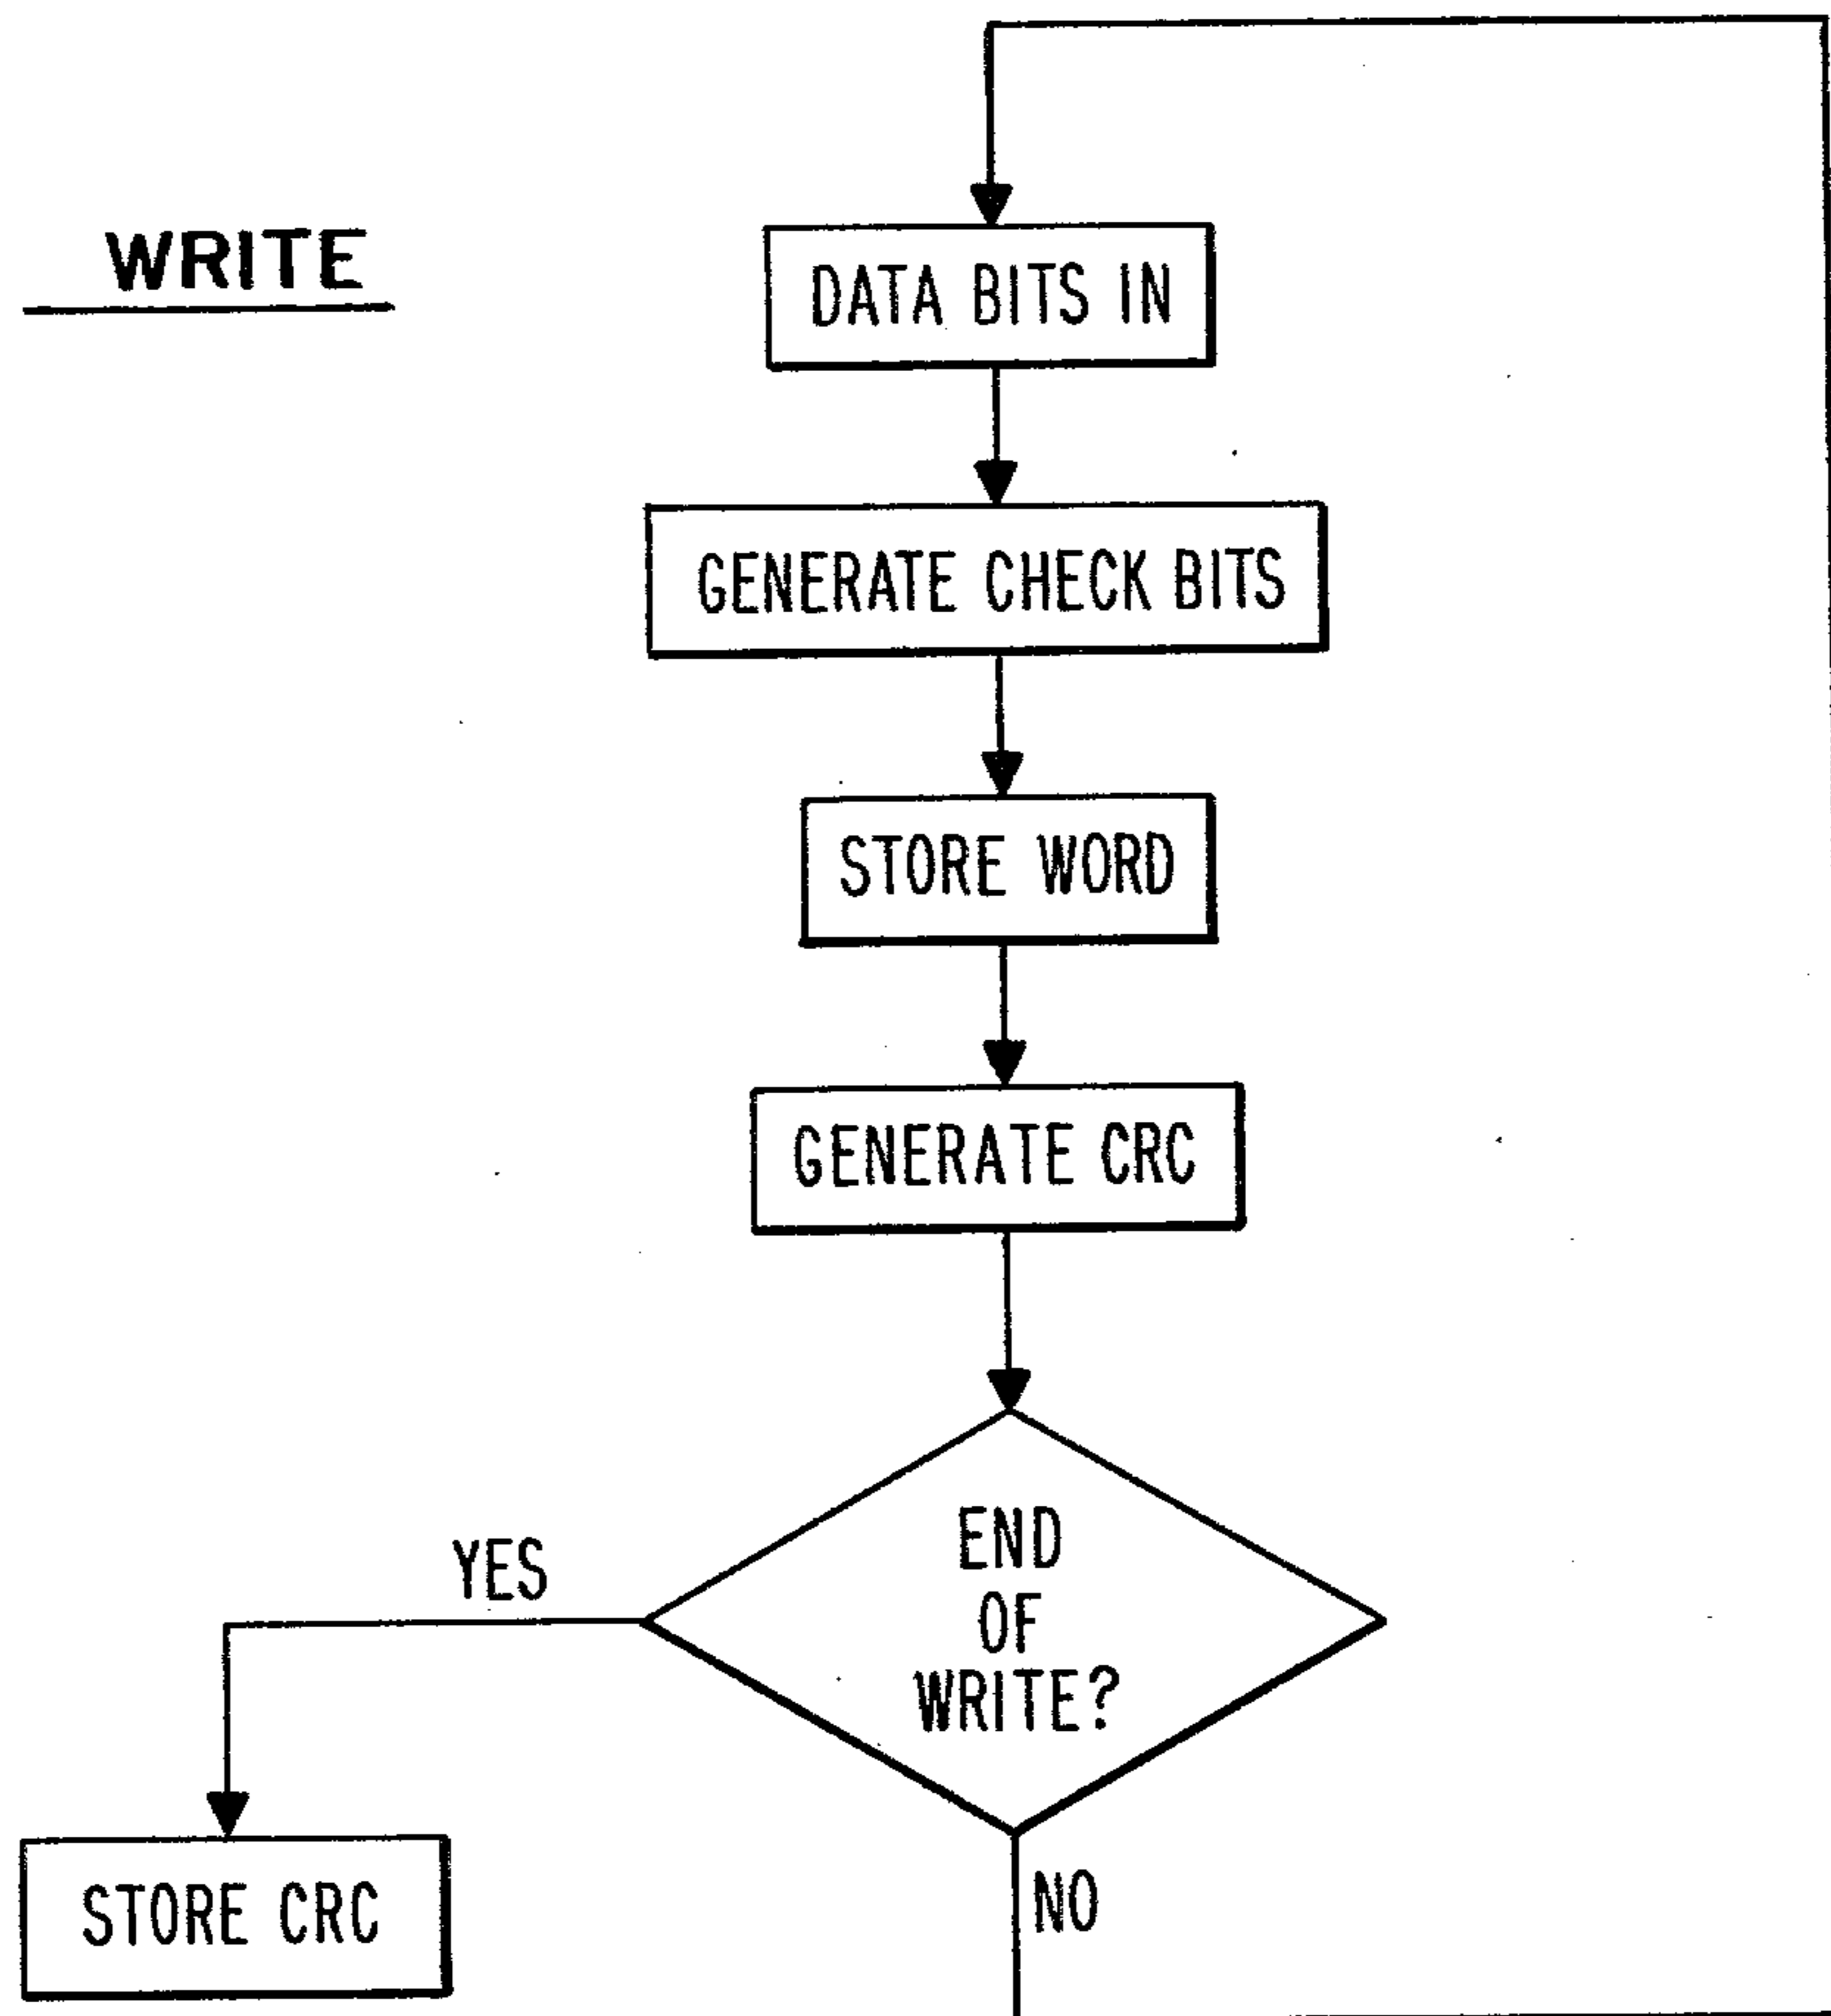 WRITE
DATA BITS IN
GENERATE CHECK BITS
STORE WORD
GENERATE CRC
END
OF
WRITE?
YES
STORE CRC
NO